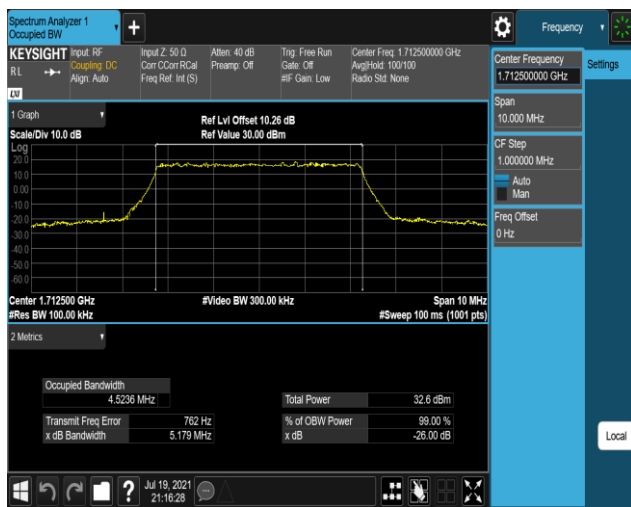 Spectrum Analyzer 1
Occupied BW
Frequency
KEYSIGHT
R L
LXI
Input: RF
Coupling: DC
Align: Auto
Input Z: 50 Ω
Corr CCorr RCal
Freq Ref: Int (S)
Atten: 40 dB
Preamp: Off
Trig: Free Run
Gate: Off
#IF Gain: Low
Center Freq: 1.712500000 GHz
Avg|Hold: 100/100
Radio Std: None
Center Frequency
1.712500000 GHz
Settings
Span
10.000 MHz
CF Step
1.000000 MHz
Auto
Man
Freq Offset
0 Hz
1 Graph
Scale/Div 10.0 dB
Ref Lvl Offset 10.26 dB
Ref Value 30.00 dBm
Log
20.0
10.0
0.00
-10.0
-20.0
-30.0
-40.0
-50.0
-60.0
Center 1.712500 GHz
#Res BW 100.00 kHz
#Video BW 300.00 kHz
Span 10 MHz
#Sweep 100 ms (1001 pts)
2 Metrics
Occupied Bandwidth
4.5236 MHz
Total Power 32.6 dBm
Transmit Freq Error 762 Hz
% of OBW Power 99.00 %
x dB Bandwidth 5.179 MHz
x dB -26.00 dB
Local
?
Jul 19, 2021
21:16:28